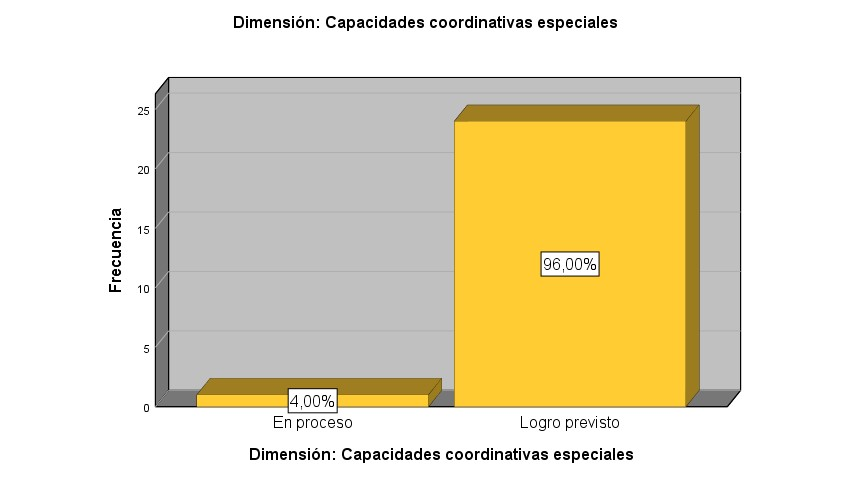 Dimensión: Capacidades coordinativas especiales
Frecuencia
25
20
15
10
5
0
96,00%
4,00%
En proceso
Logro previsto
Dimensión: Capacidades coordinativas especiales